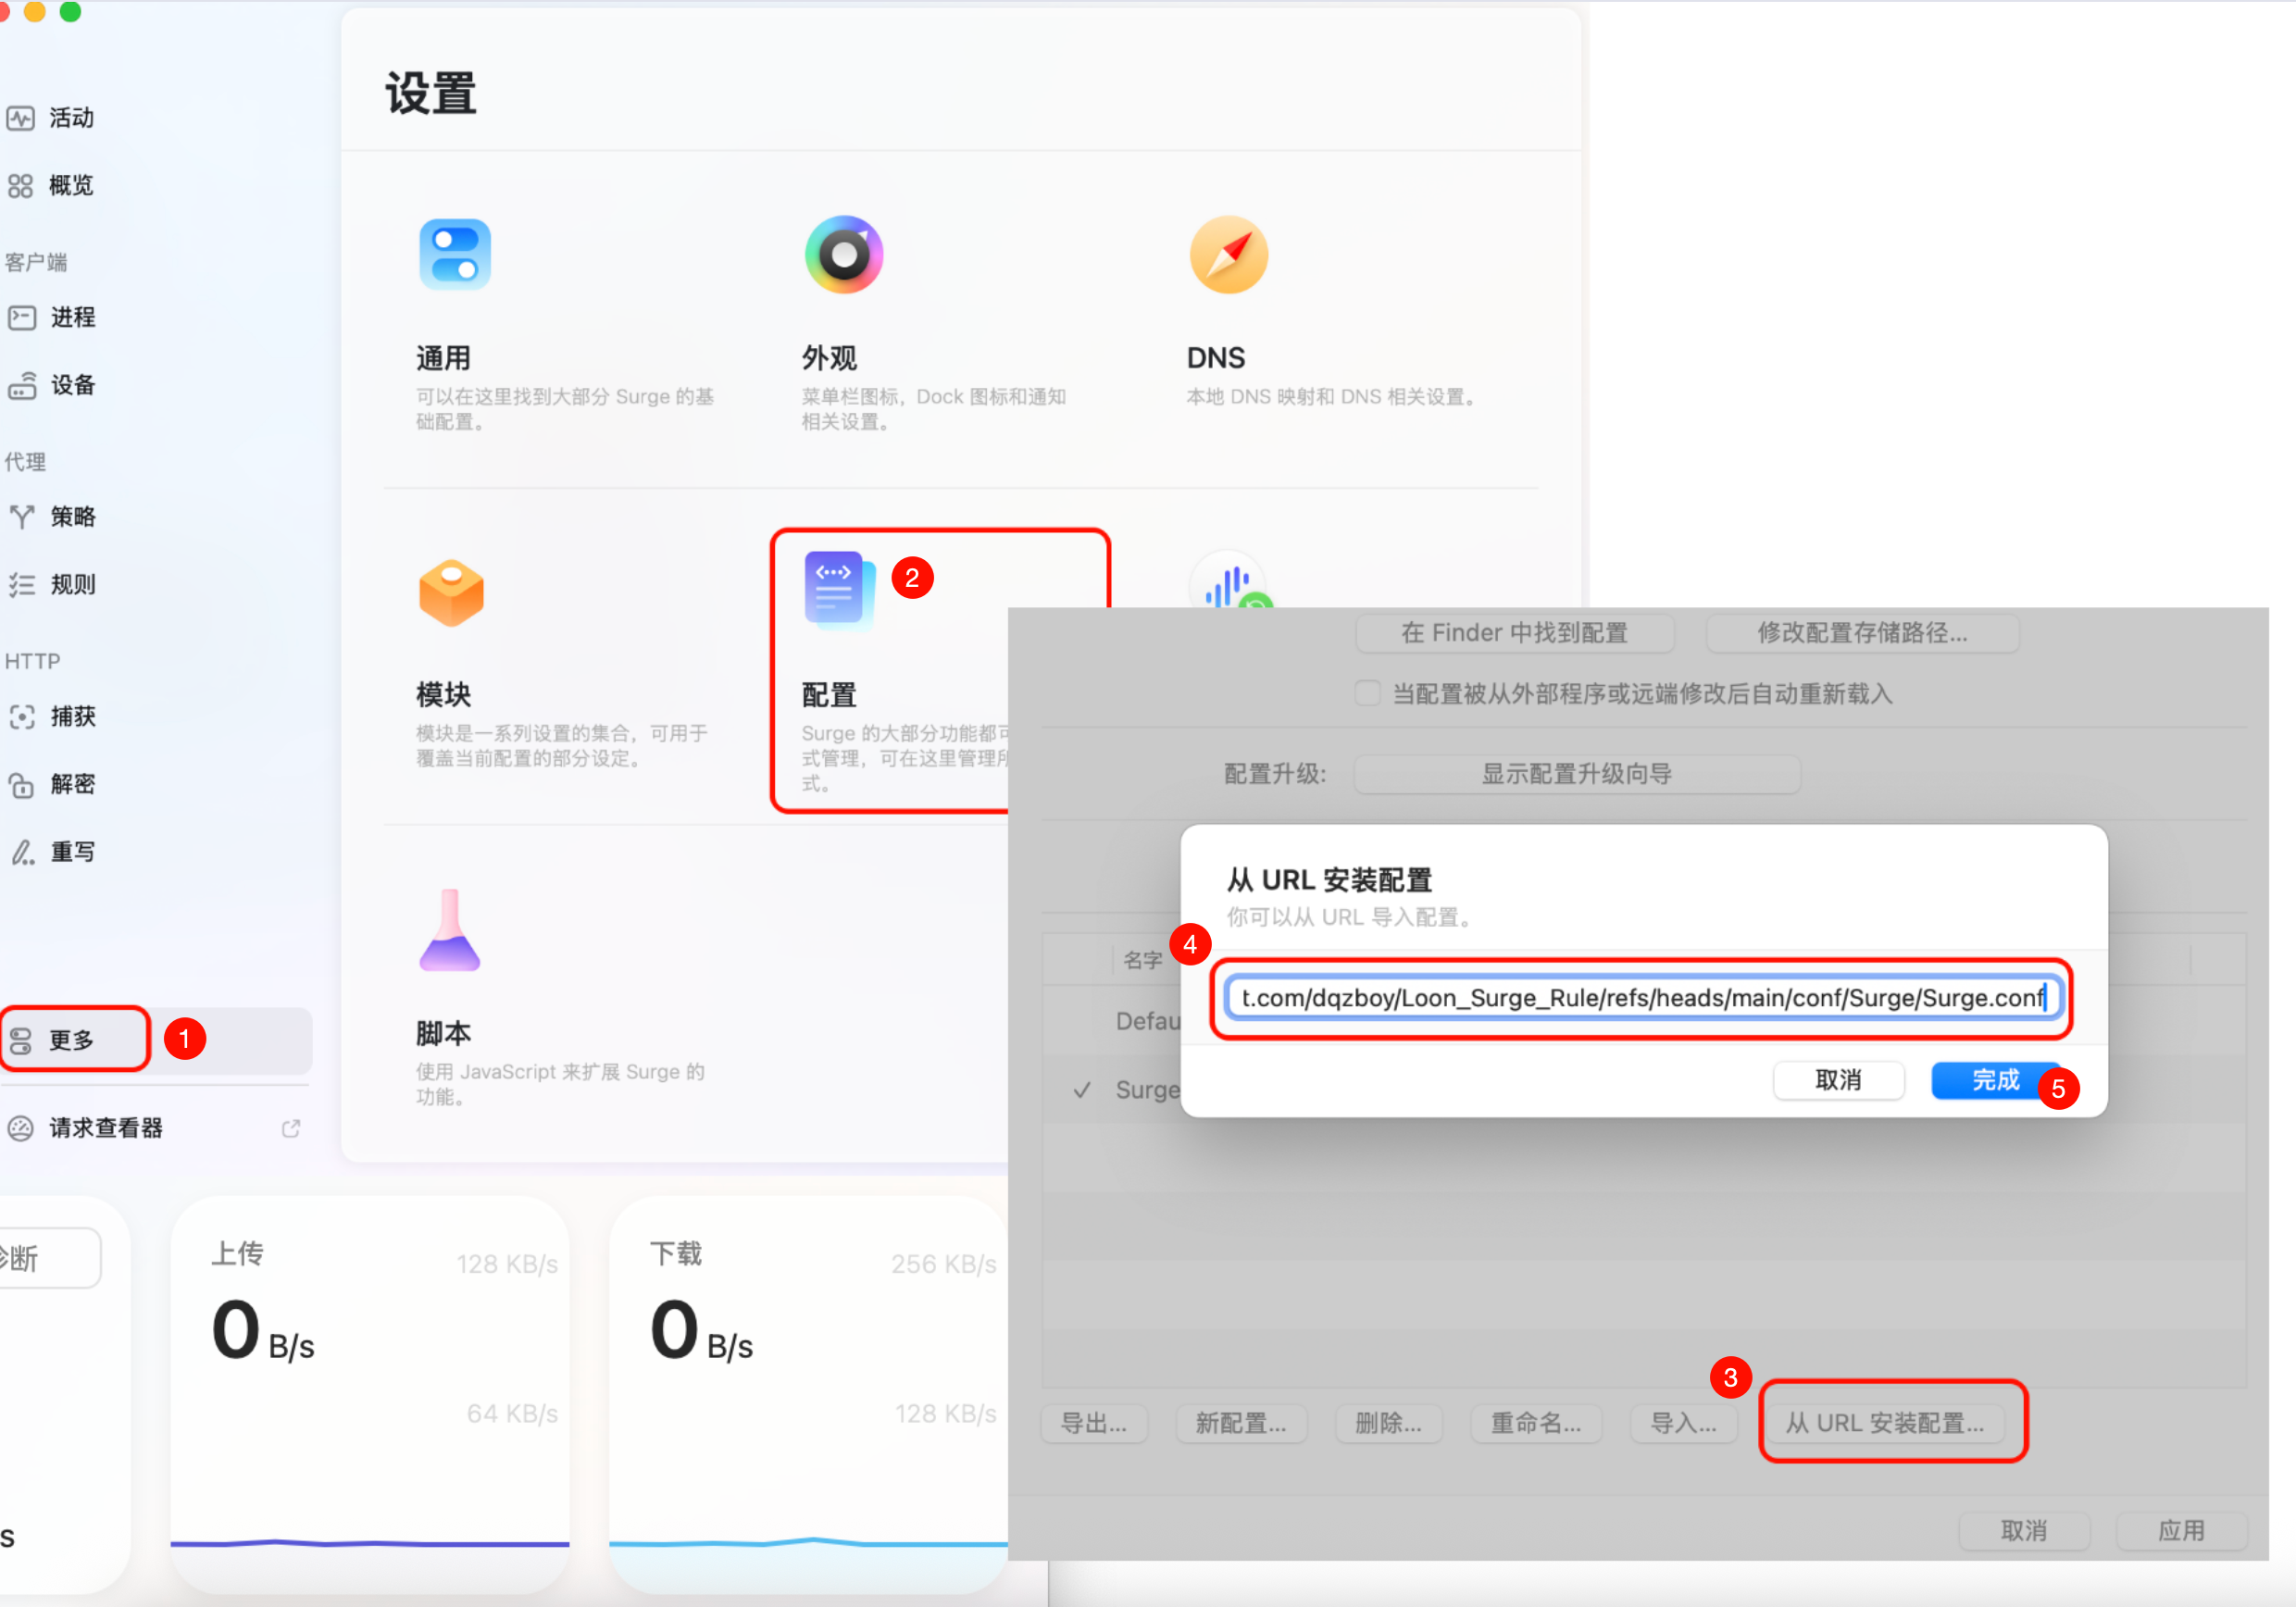 设置
活动
概览
客户端
进程
设备
代理
策略
规则
HTTP
捕获
解密
重写
更多
1
请求查看器
通用
可以在这里找到大部分 Surge 的基
础配置。
外观
菜单栏图标，Dock 图标和通知
相关设置。
DNS
本地 DNS 映射和 DNS 相关设置。
模块
模块是一系列设置的集合，可用于
覆盖当前配置的部分设定。
2
配置
Surge 的大部分功能都可
式管理，可在这里管理所
式。
脚本
使用 JavaScript 来扩展 Surge 的
功能。
诊断
s
上传
128 KB/s
0 B/s
64 KB/s
下载
256 KB/s
0 B/s
128 KB/s
在 Finder 中找到配置
修改配置存储路径...
当配置被从外部程序或远端修改后自动重新载入
配置升级:
显示配置升级向导
名字
Defau
Surge
从 URL 安装配置
你可以从 URL 导入配置。
4
t.com/dqzboy/Loon_Surge_Rule/refs/heads/main/conf/Surge/Surge.conf
取消
完成
5
3
导出...
新配置...
删除...
重命名...
导入...
从 URL 安装配置...
取消
应用